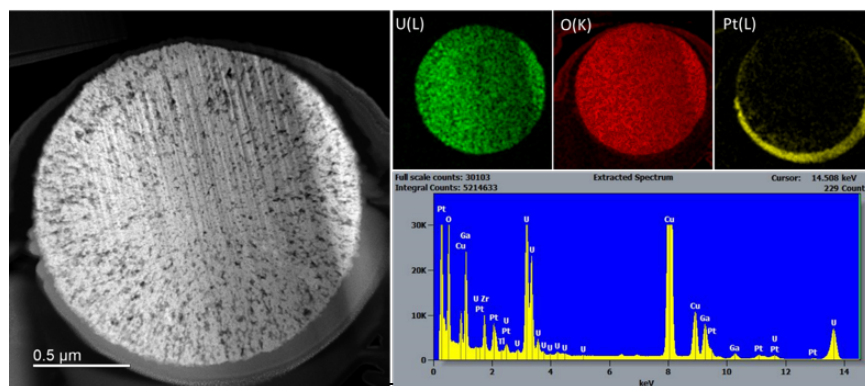 U(L)
O(K)
Pt(L)
0.5 µm
Full scale counts: 30103
Extracted Spectrum
Cursor: 14.508 keV
Integral Counts: 5214633
229 Count
30K
20K
10K
0
Pt
O
Ga
Cu
U Zr
Pt
Pt
U
Pt
Tl
U
U
U
U
U
U
U
U
Cu
Cu
Ga
Pt
Ga
Pt
U
Pt
Pt
U
0
2
4
6
8
10
12
14
keV